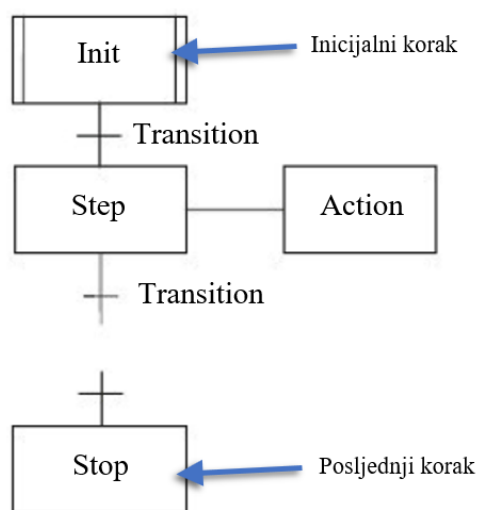 Init
Inicijalni korak
Transition
Step
Action
Transition
Stop
Posljednji korak